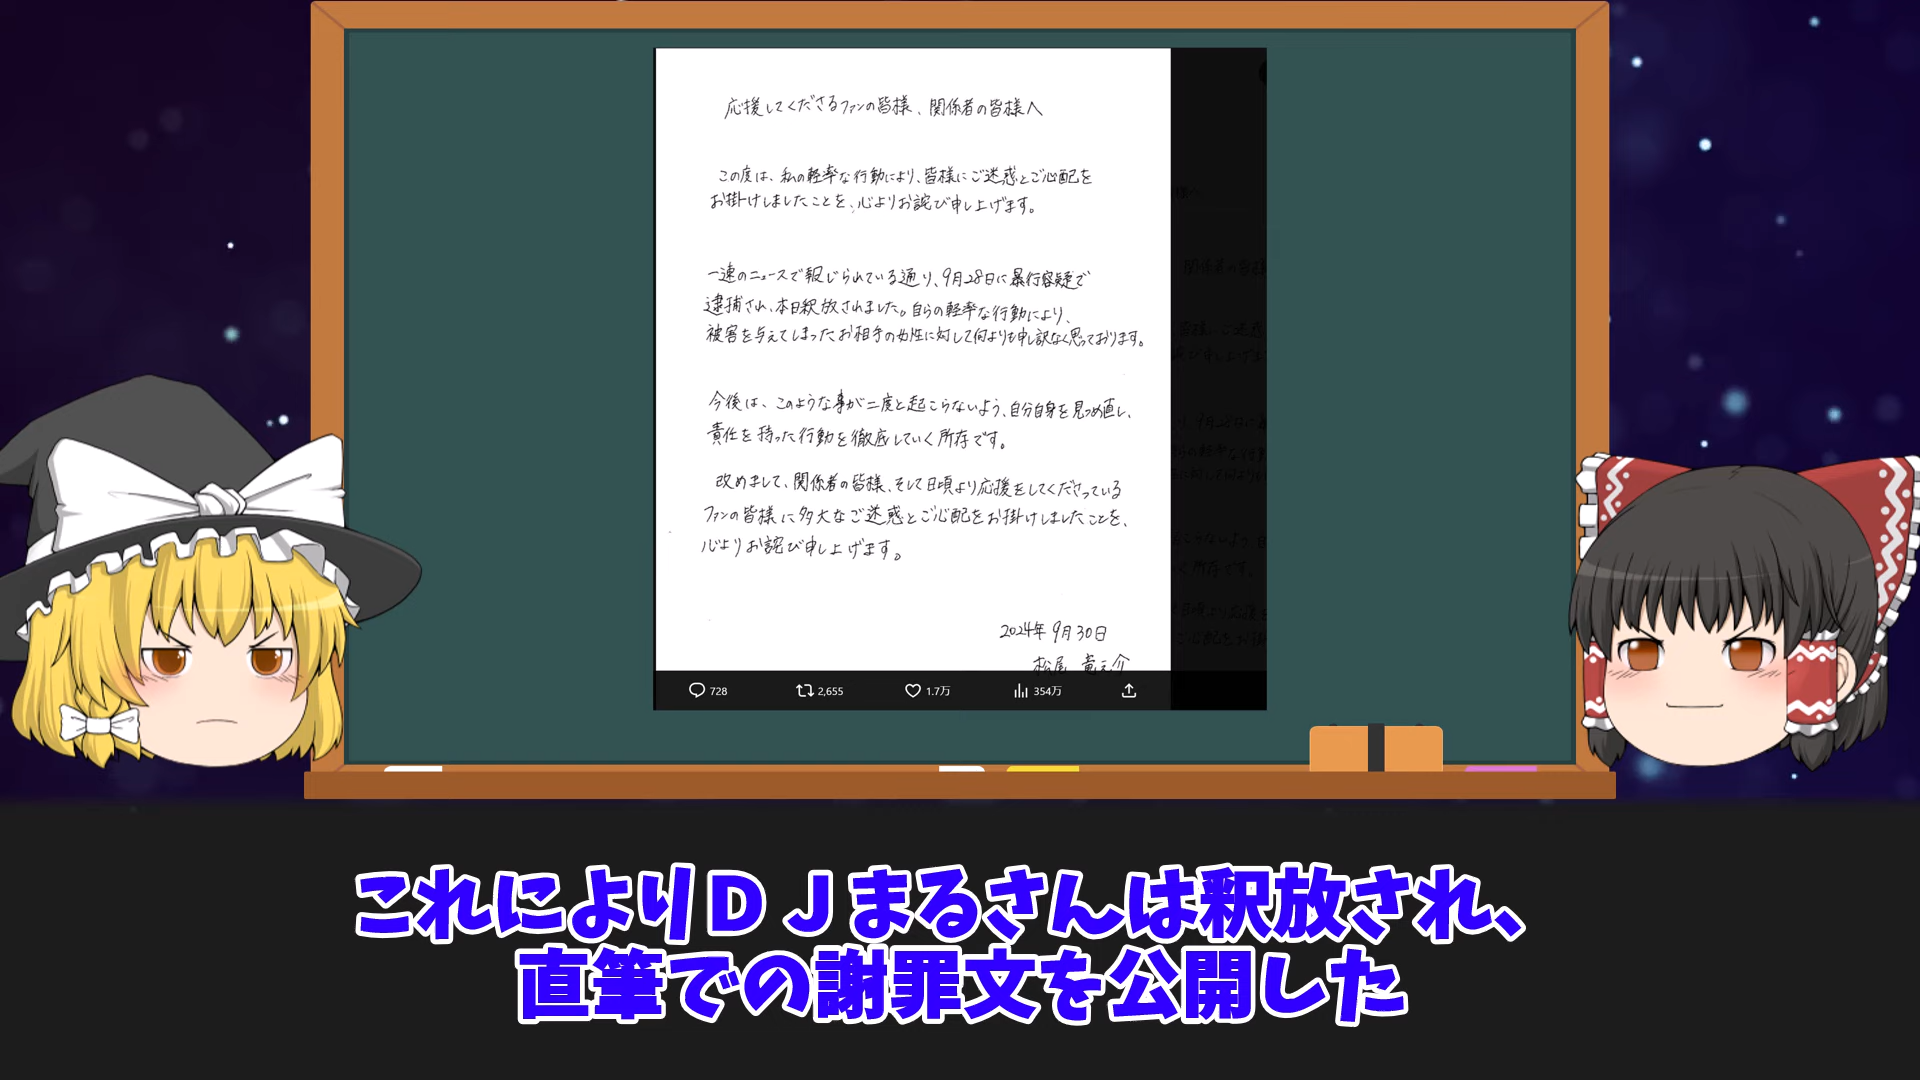 応援してくださるファンの皆様、関係者の皆様へ
この度は、私の軽率な行動により、皆様にご迷惑とご心配を
お掛けしましたことを、心よりお詫び申し上げます。
一連のニュースで報じられている通り、9月28日に暴行容疑で
逮捕され、本日釈放されました。自らの軽率な行動により、
被害を与えてしまったお相手の女性に対して何よりも申し訳なく思っております。
今後は、このような事が二度と起こらないよう、自分自身を見つめ直し、
責任を持った行動を徹底していく所存です。
改めまして、関係者の皆様、そして日頃より応援をしてくださっている
ファンの皆様に多大なご迷惑とご心配をお掛けしましたことを、
心よりお詫び申し上げます。
2024年9月30日
松尾 竜之介
728 2,655 1.7万 354万
これによりDJまるさんは釈放され、
直筆での謝罪文を公開した